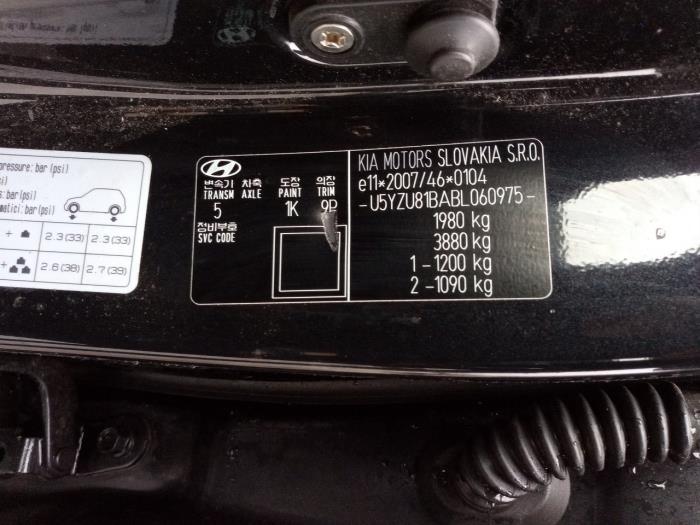 pressure: bar (psi)
bar (psi)
matici: bar(psi)
+ 2.3 (33) 2.3 (33)
+ 2.6 (38) 2.7 (39)
변속기 차축 도장 의장
TRANSM AXLE PAINT TRIM
5 1K 9P
정비부호
SVC CODE
KIA MOTORS SLOVAKIA S.R.O.
e11*2007/46*0104
-U5YZU81BABL060975-
1980 kg
3880 kg
1 -1200 kg
2 -1090 kg